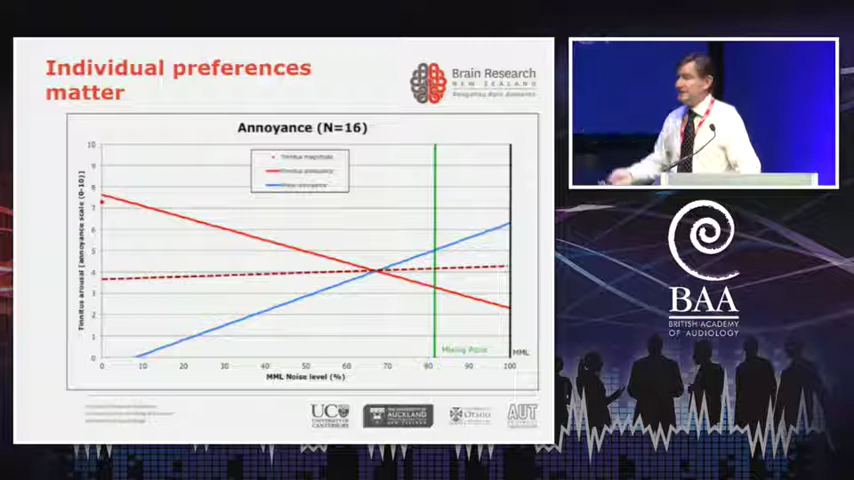 Individual preferences
matter
Brain Research
NEW ZEALAND
Annoyance (N=16)
Tinnitus arousal [annoyance scale (0-10)]
10
9
8
7
6
5
4
3
2
1
0
Tinnitus magnitude
Tinnitus annoyance
Noise annoyance
Mixing Point
MML
0 10 20 30 40 50 60 70 80 90 100
MML Noise level (%)
UC
UNIVERSITY OF
CANTERBURY
THE UNIVERSITY OF
AUCKLAND
NEW ZEALAND
OTAGO
AUT
BAA
BRITISH ACADEMY
OF AUDIOLOGY